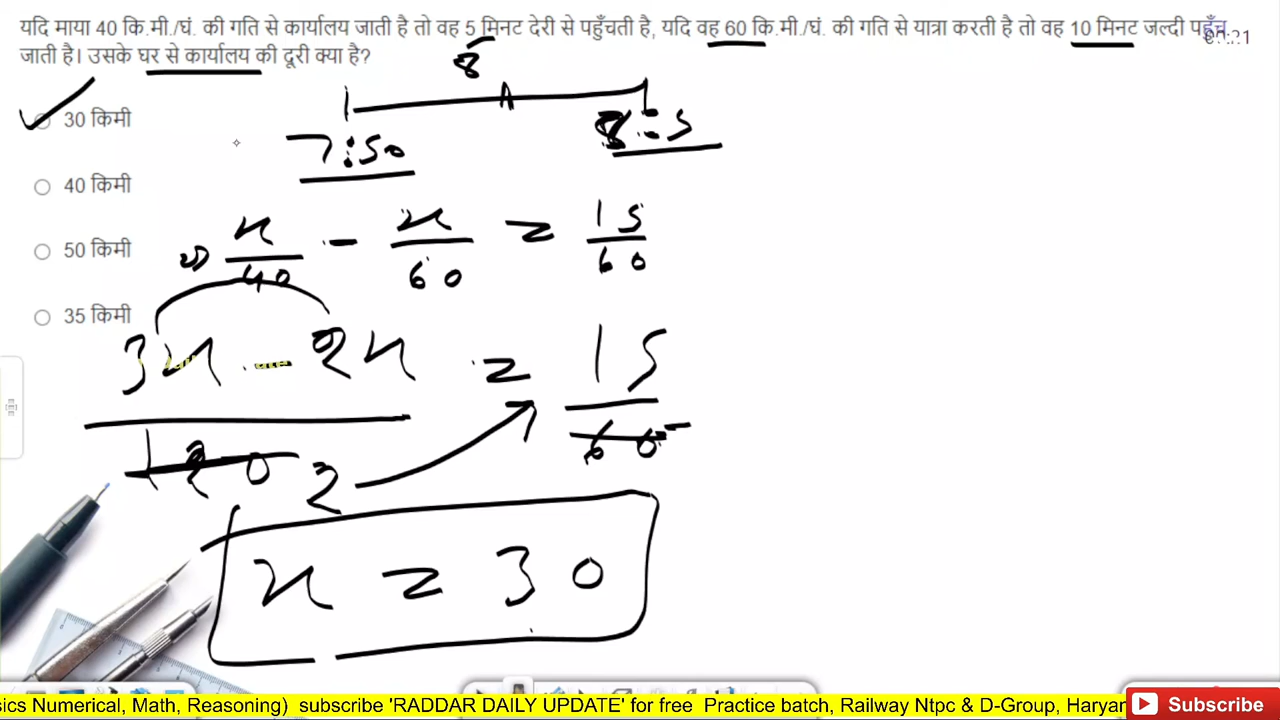 यदि माया 40 कि.मी./घं. की गति से कार्यालय जाती है तो वह 5 मिनट देरी से पहुँचती है, यदि वह 60 कि.मी./घं. की गति से यात्रा करती है तो वह 10 मिनट जल्दी पहुँच
जाती है। उसके घर से कार्यालय की दूरी क्या है?
8
30 किमी
7:50
8:5
40 किमी
x/40 - x/60 = 15/60
50 किमी
35 किमी
3x - 2x = 15
120 2 60
x = 30
sics Numerical, Math, Reasoning) subscribe 'RADDAR DAILY UPDATE' for free Practice batch, Railway Ntpc & D-Group, Haryan
Subscribe